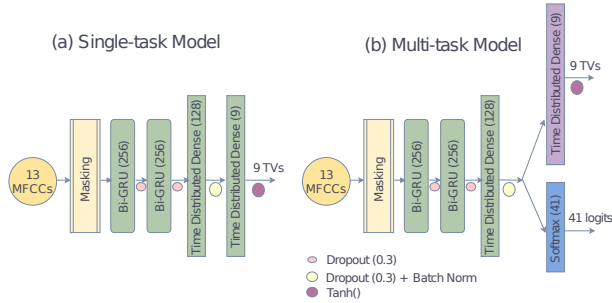 (a) Single-task Model
13
MFCCs
Masking
Bi-GRU (256)
Bi-GRU (256)
Time Distributed Dense (128)
Time Distributed Dense (9)
9 TVs
(b) Multi-task Model
13
MFCCs
Masking
Bi-GRU (256)
Bi-GRU (256)
Time Distributed Dense (128)
Time Distributed Dense (9)
9 TVs
Softmax (41)
41 logits
Dropout (0.3)
Dropout (0.3) + Batch Norm
Tanh()